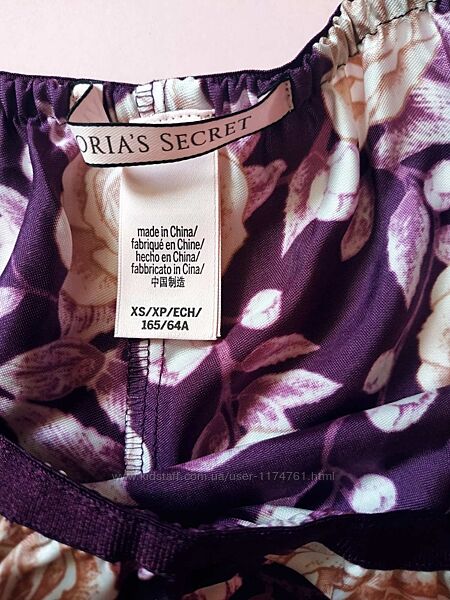 ORIA'S SECRET
made in China/
fabriqué en Chine/
hecho en China/
fabbricato in Cina/
中国制造
XS/XP/ECH/
165/64A
www.kidstaff.com.ua/user-1174761.html